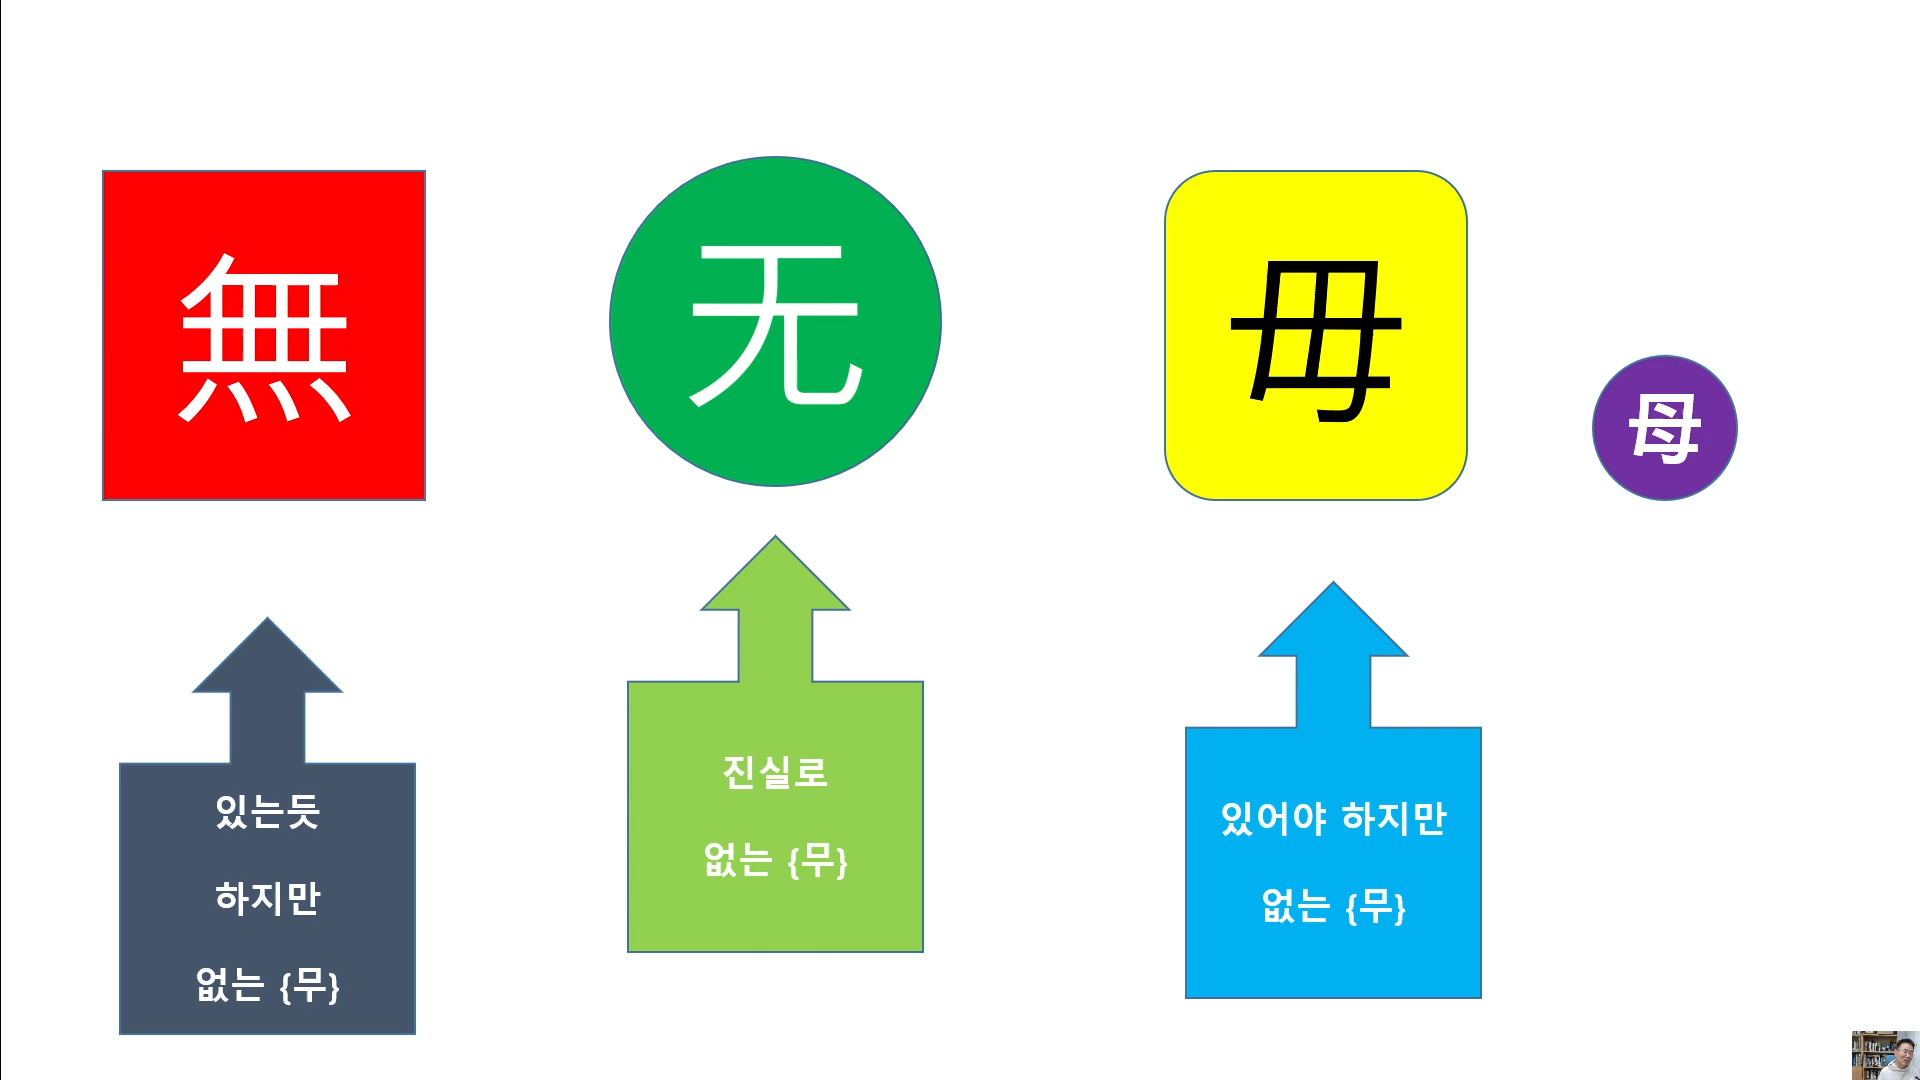 無
无
毋
母
있는듯
하지만
없는 {무}
진실로
없는 {무}
있어야 하지만
없는 {무}